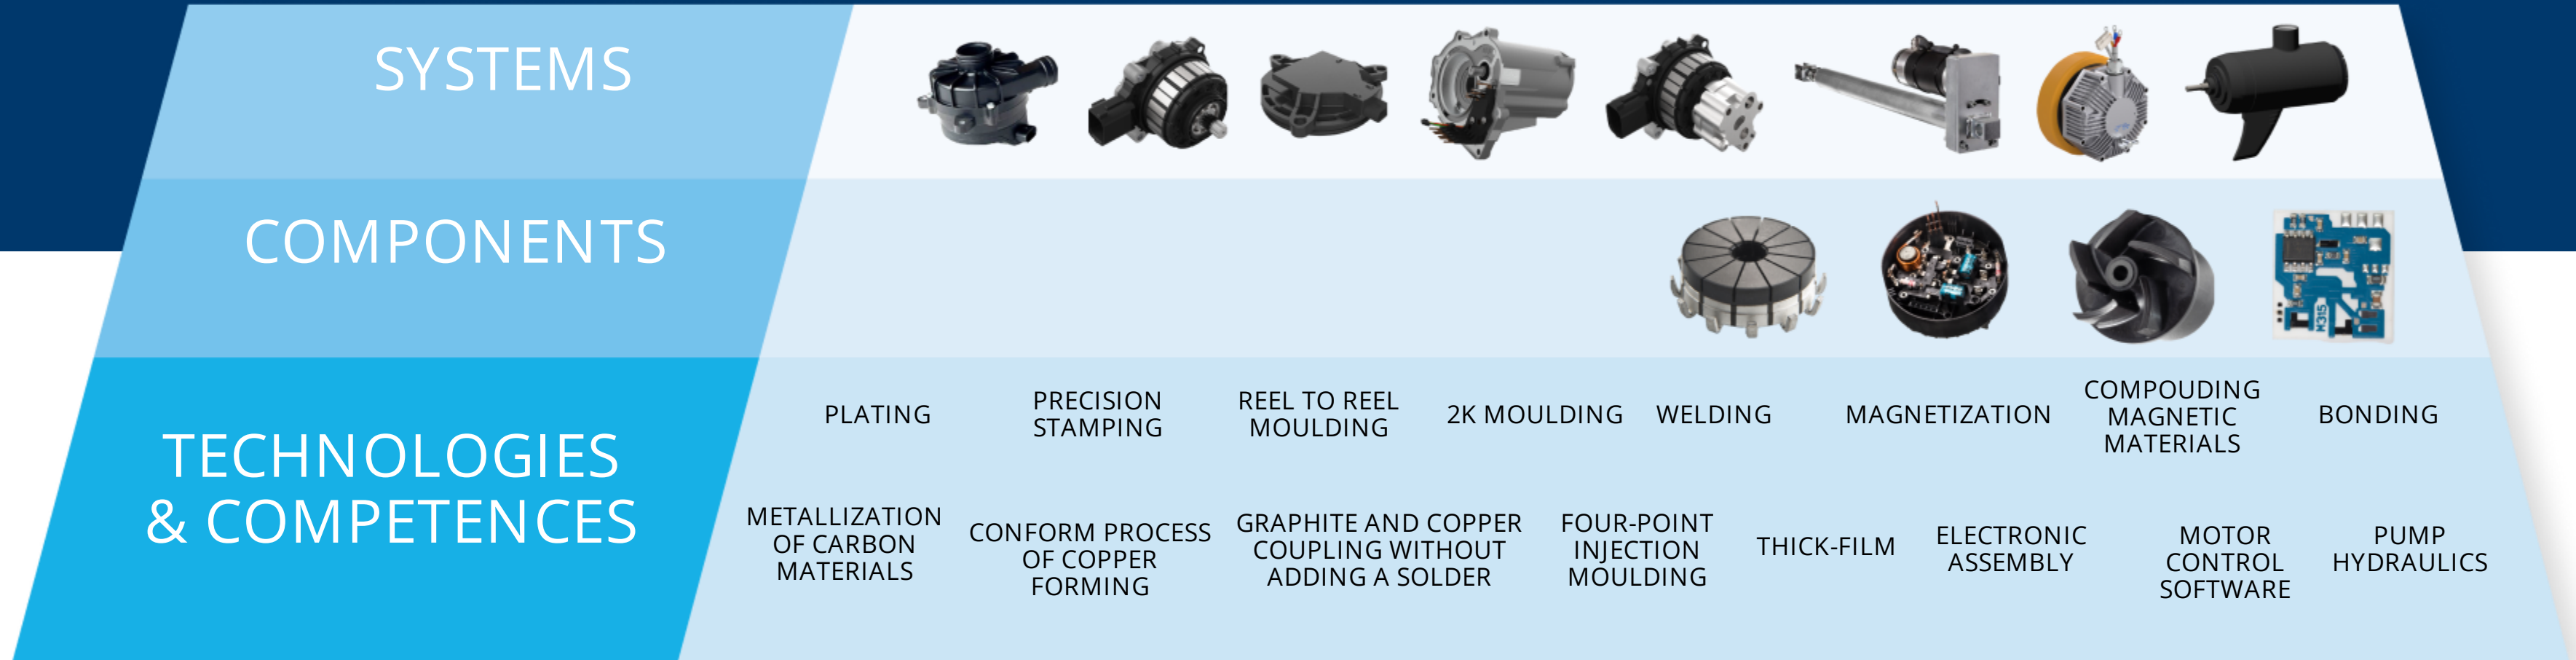 SYSTEMS
COMPONENTS
M315
TECHNOLOGIES
& COMPETENCES
PLATING
PRECISION
STAMPING
REEL TO REEL
MOULDING
2K MOULDING
WELDING
MAGNETIZATION
COMPOUDING
MAGNETIC
MATERIALS
BONDING
METALLIZATION
OF CARBON
MATERIALS
CONFORM PROCESS
OF COPPER
FORMING
GRAPHITE AND COPPER
COUPLING WITHOUT
ADDING A SOLDER
FOUR-POINT
INJECTION
MOULDING
THICK-FILM
ELECTRONIC
ASSEMBLY
MOTOR
CONTROL
SOFTWARE
PUMP
HYDRAULICS